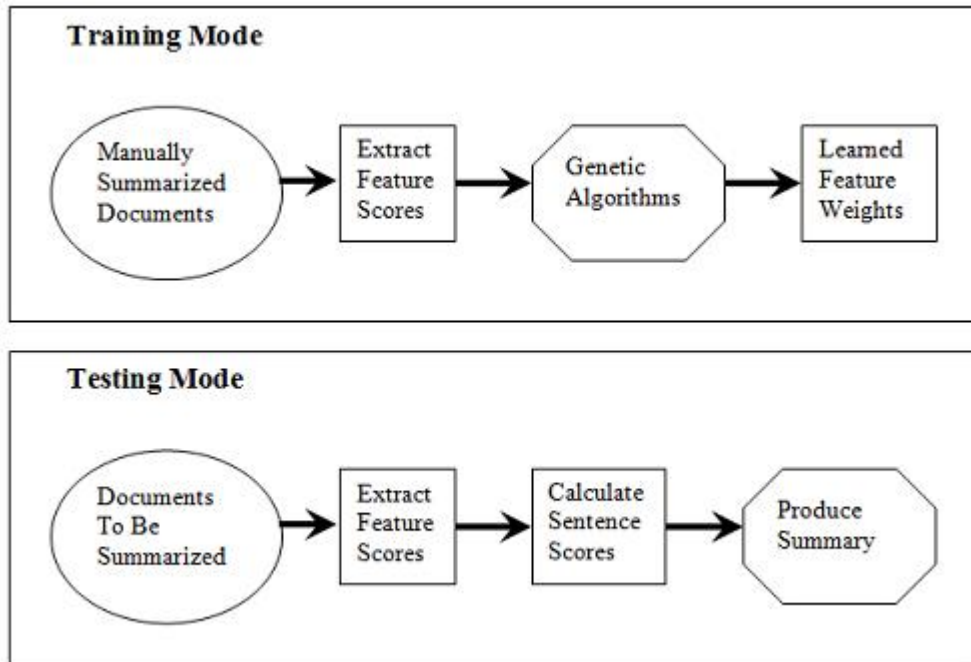 Training Mode
Manually
Summarized
Documents
Extract
Feature
Scores
Genetic
Algorithms
Learned
Feature
Weights
Testing Mode
Documents
To Be
Summarized
Extract
Feature
Scores
Calculate
Sentence
Scores
Produce
Summary